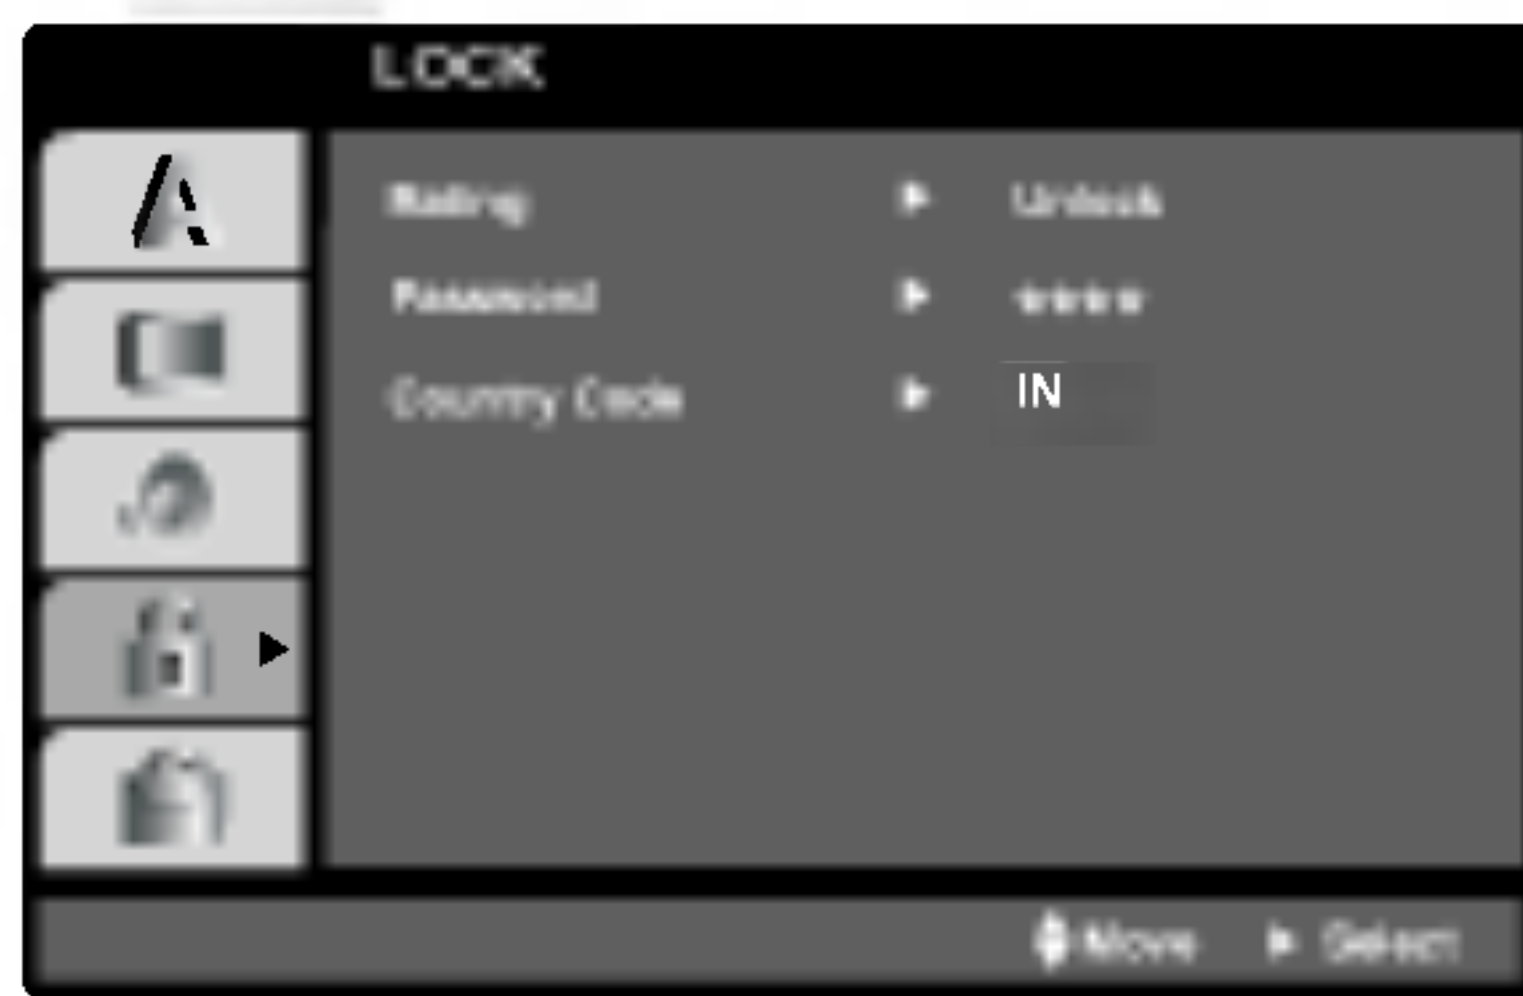 LOCK
Rating Unlock
Password ****
Country Code IN
Move Select